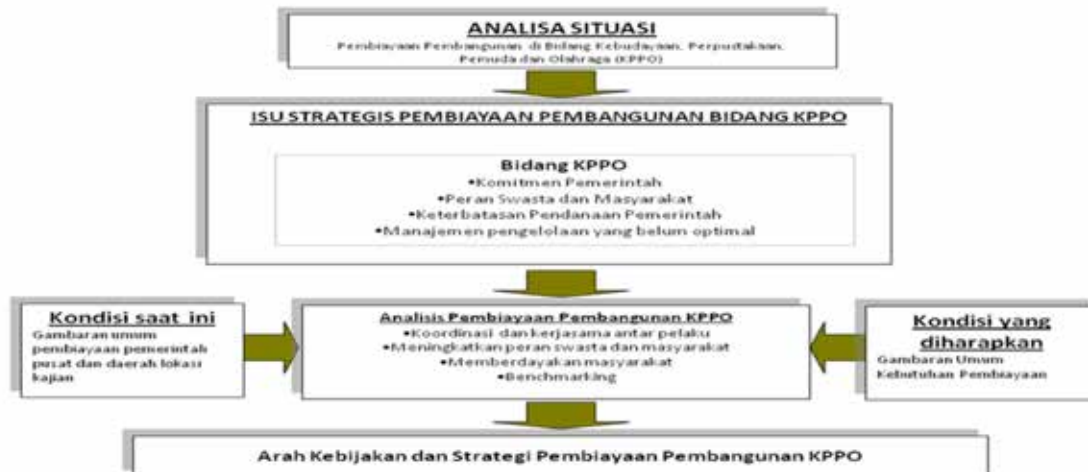 ANALISA SITUASI
Pembiayaan Pembangunan di Bidang Kebudayaan, Perpustakaan,
Pemuda dan Olahraga (KPPO)
ISU STRATEGIS PEMBIAYAAN PEMBANGUNAN BIDANG KPPO
Bidang KPPO
•Komitmen Pemerintah
•Peran Swasta dan Masyarakat
•Keterbatasan Pendanaan Pemerintah
•Manajemen pengelolaan yang belum optimal
Kondisi saat ini
Gambaran umum
pembiayaan pemerintah
pusat dan daerah lokasi
kajian
Analisis Pembiayaan Pembangunan KPPO
•Koordinasi dan kerjasama antar pelaku
•Meningkatkan peran swasta dan masyarakat
•Memberdayakan masyarakat
•Benchmarking
Kondisi yang
diharapkan
Gambaran Umum
Kebutuhan Pembiayaan
Arah Kebijakan dan Strategi Pembiayaan Pembangunan KPPO